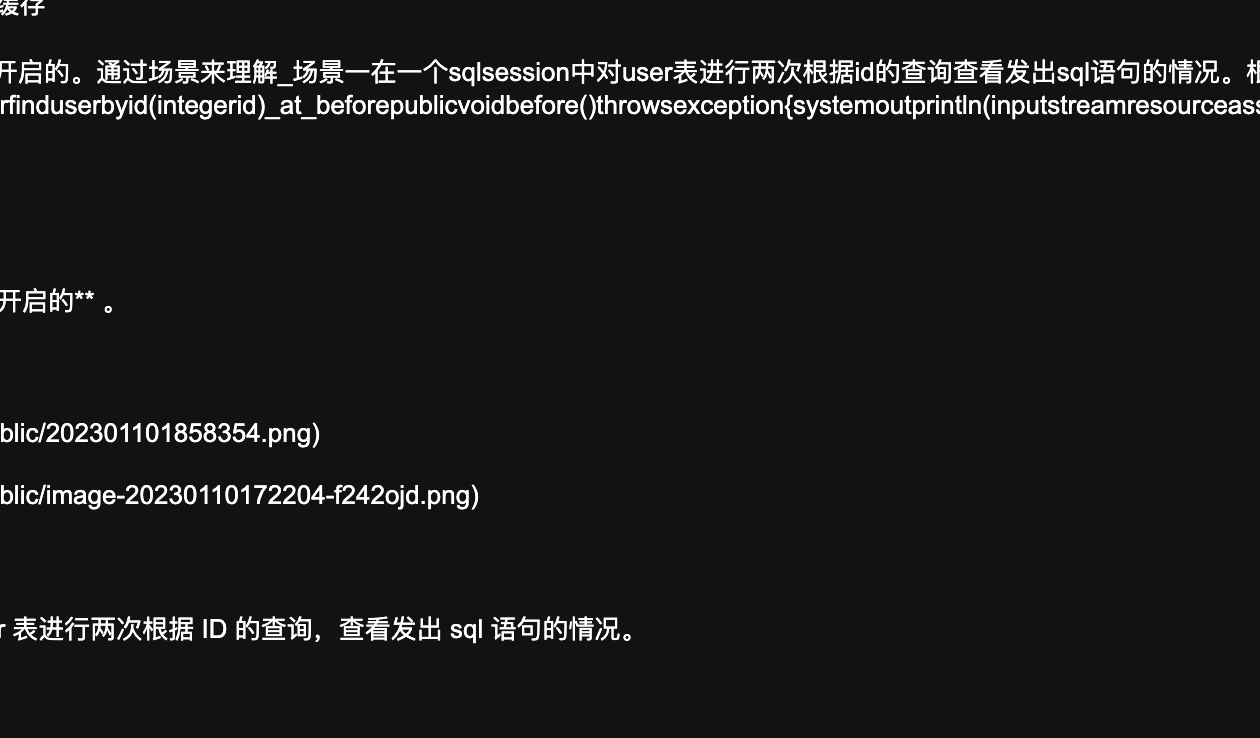 缓存
开启的。通过场景来理解_场景一在一个sqlsession中对user表进行两次根据id的查询查看发出sql语句的情况。根
rfinduserbyid(integerid)_at_beforepublicvoidbefore()throwsexception{systemoutprintln(inputstreamresourceass
开启的** 。
blic/202301101858354.png)
blic/image-20230110172204-f242ojd.png)
r 表进行两次根据 ID 的查询，查看发出 sql 语句的情况。